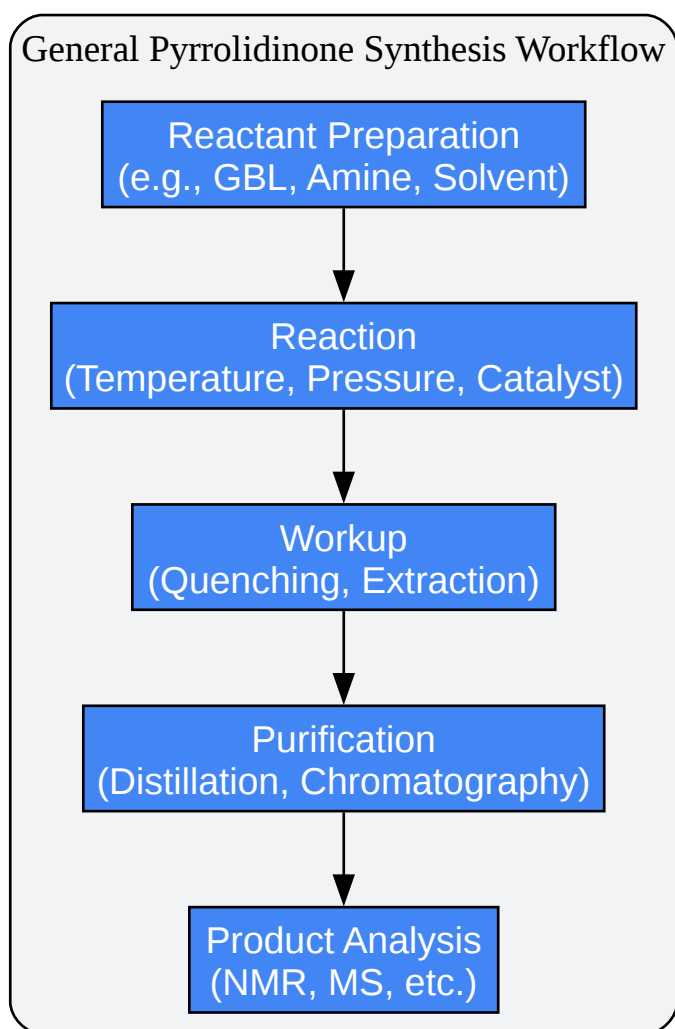 General Pyrrolidinone Synthesis Workflow
Reactant Preparation
(e.g., GBL, Amine, Solvent)
Reaction
(Temperature, Pressure, Catalyst)
Workup
(Quenching, Extraction)
Purification
(Distillation, Chromatography)
Product Analysis
(NMR, MS, etc.)